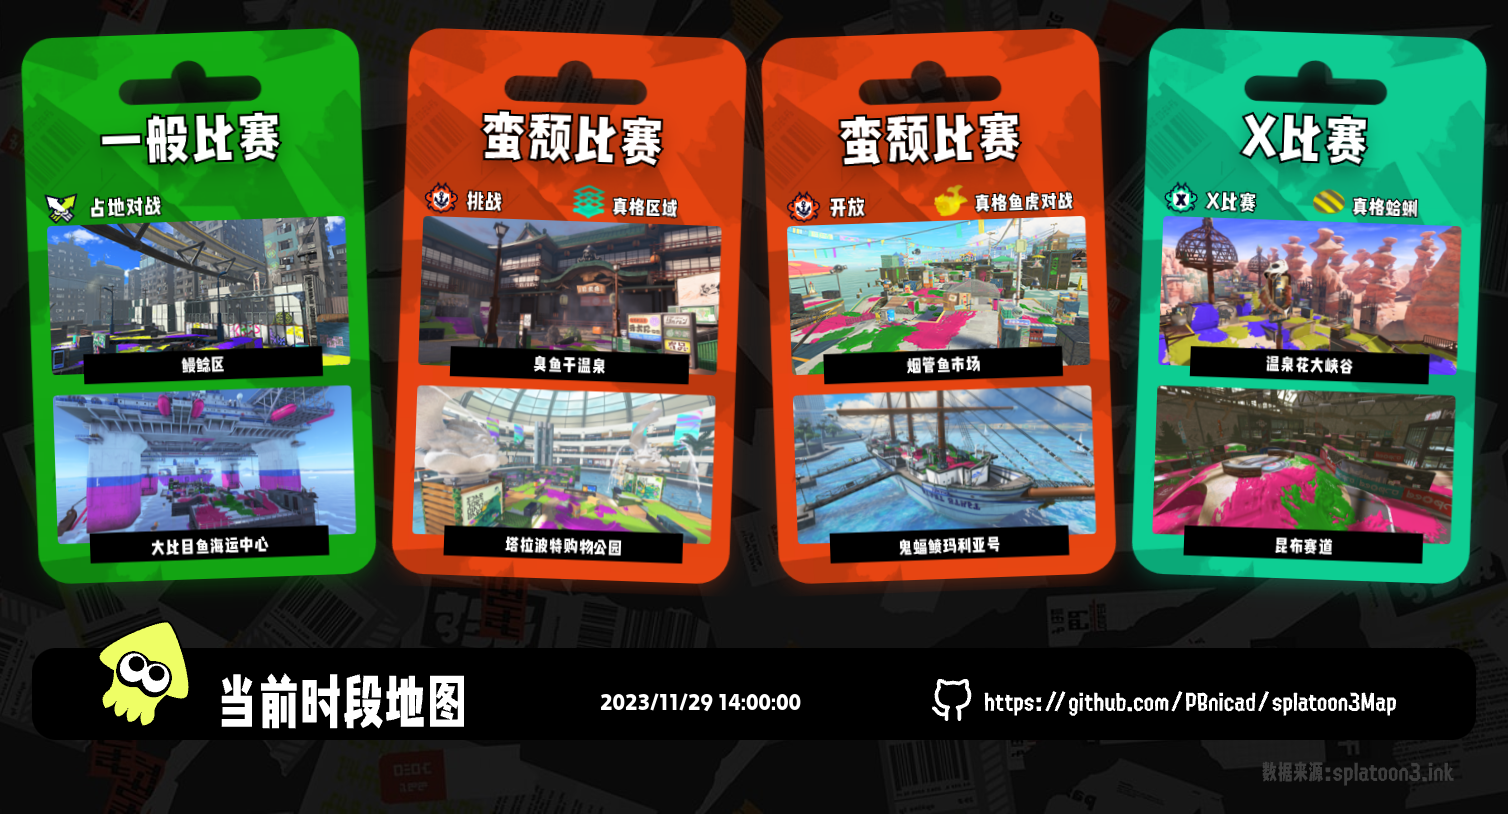 一般比赛
占地对战
鳗鲶区
大比目鱼海运中心
蛮颓比赛
挑战
真格区域
臭鱼干温泉
塔拉波特购物公园
蛮颓比赛
开放
真格鱼虎对战
烟管鱼市场
鬼蝠鲼玛利亚号
X比赛
X比赛
真格蛤蜊
温泉花大峡谷
昆布赛道
当前时段地图
2023/11/29 14:00:00
https://github.com/PBnicad/splatoon3Map
数据来源:splatoon3.ink